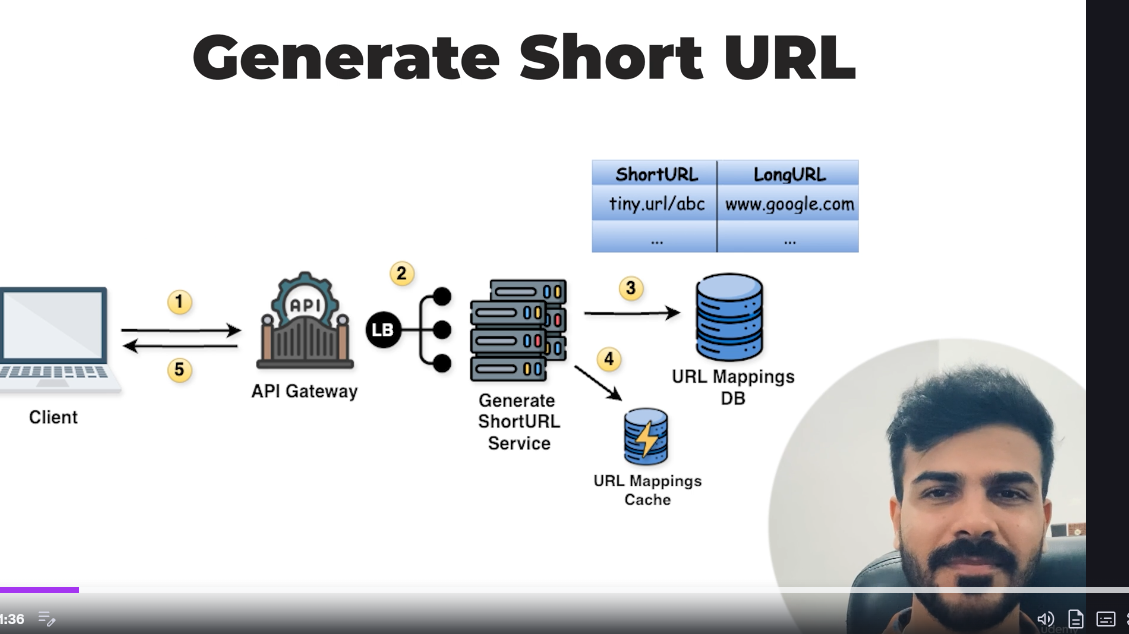 Generate Short URL
ShortURL LongURL
tiny.url/abc www.google.com
... ...
1
2
3
4
5
API
LB
Client
API Gateway
Generate
ShortURL
Service
URL Mappings
DB
URL Mappings
Cache
1:36